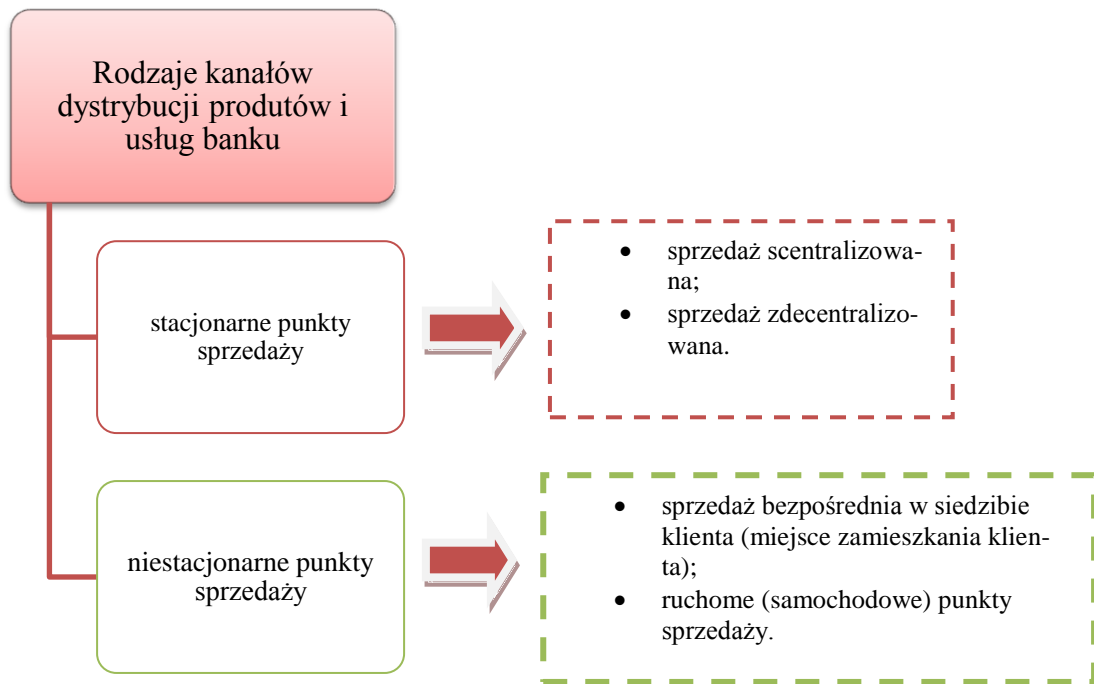 Rodzaje kanałów
dystrybucji produtów i
usług banku
stacjonarne punkty
sprzedaży
• sprzedaż scentralizowa-
na;
• sprzedaż zdecentralizo-
wana.
niestacjonarne punkty
sprzedaży
• sprzedaż bezpośrednia w siedzibie
klienta (miejsce zamieszkania klien-
ta);
• ruchome (samochodowe) punkty
sprzedaży.